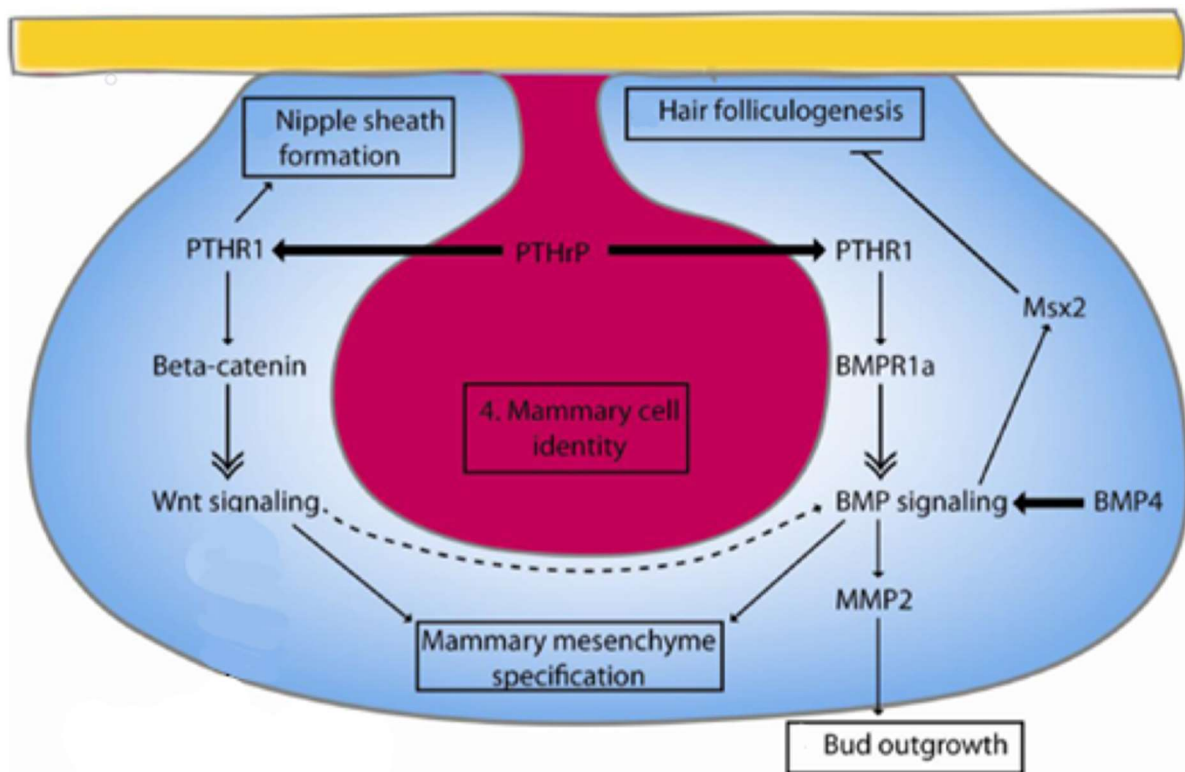 Nipple sheath
formation
Hair folliculogenesis
PTHR1
PTHrP
PTHR1
Msx2
Beta-catenin
BMPR1a
4. Mammary cell
identity
Wnt signaling
BMP signaling
BMP4
MMP2
Mammary mesenchyme
specification
Bud outgrowth